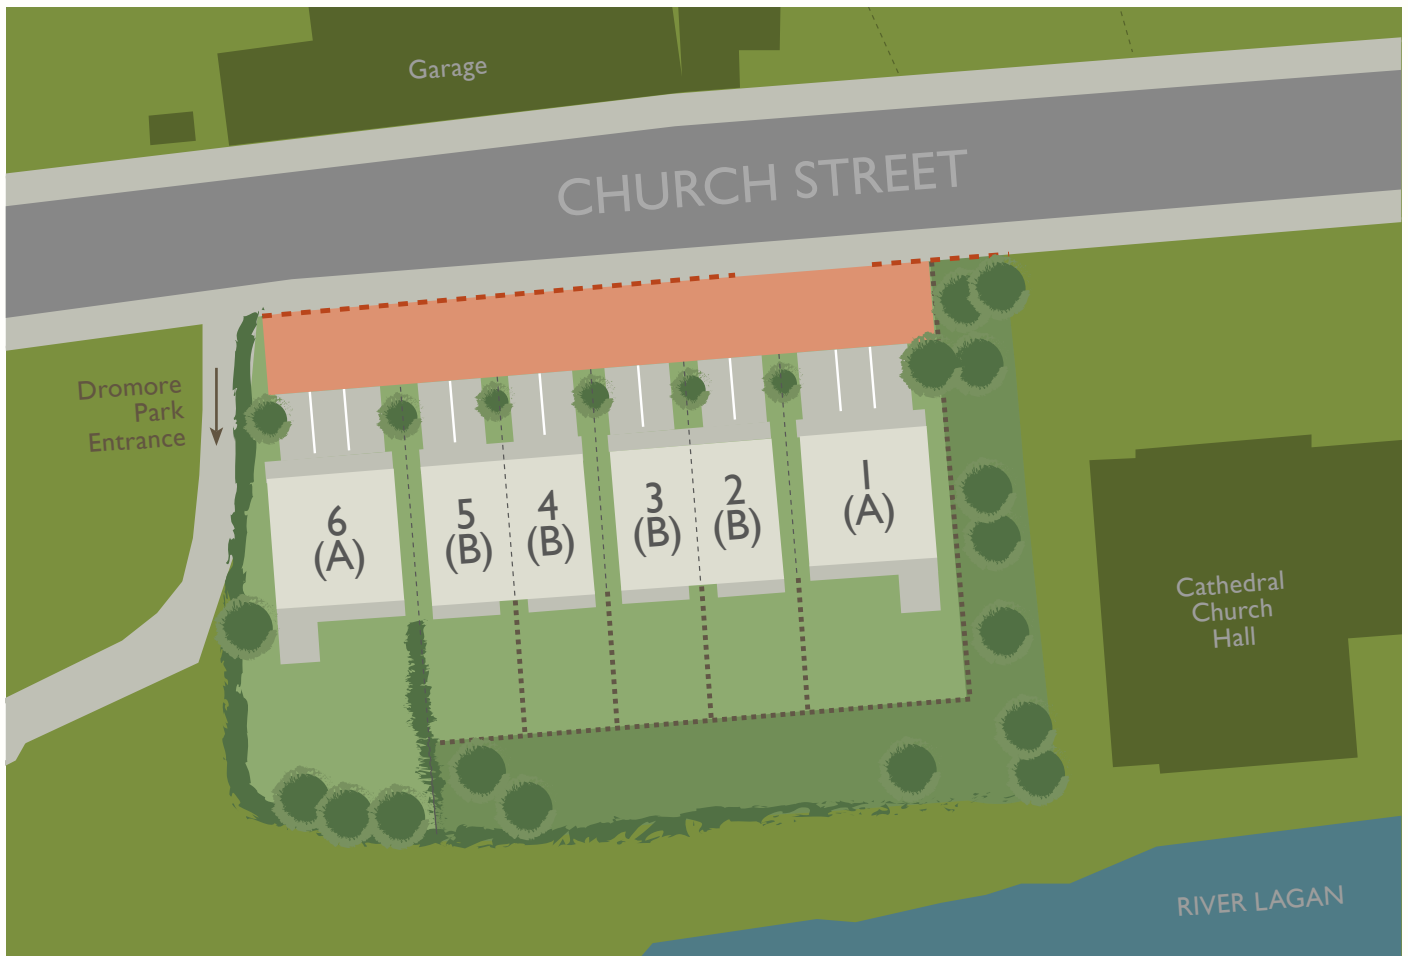 Garage
CHURCH STREET
Dromore
Park
Entrance
6
(A)
5
(B)
4
(B)
3
(B)
2
(B)
1
(A)
Cathedral
Church
Hall
RIVER LAGAN